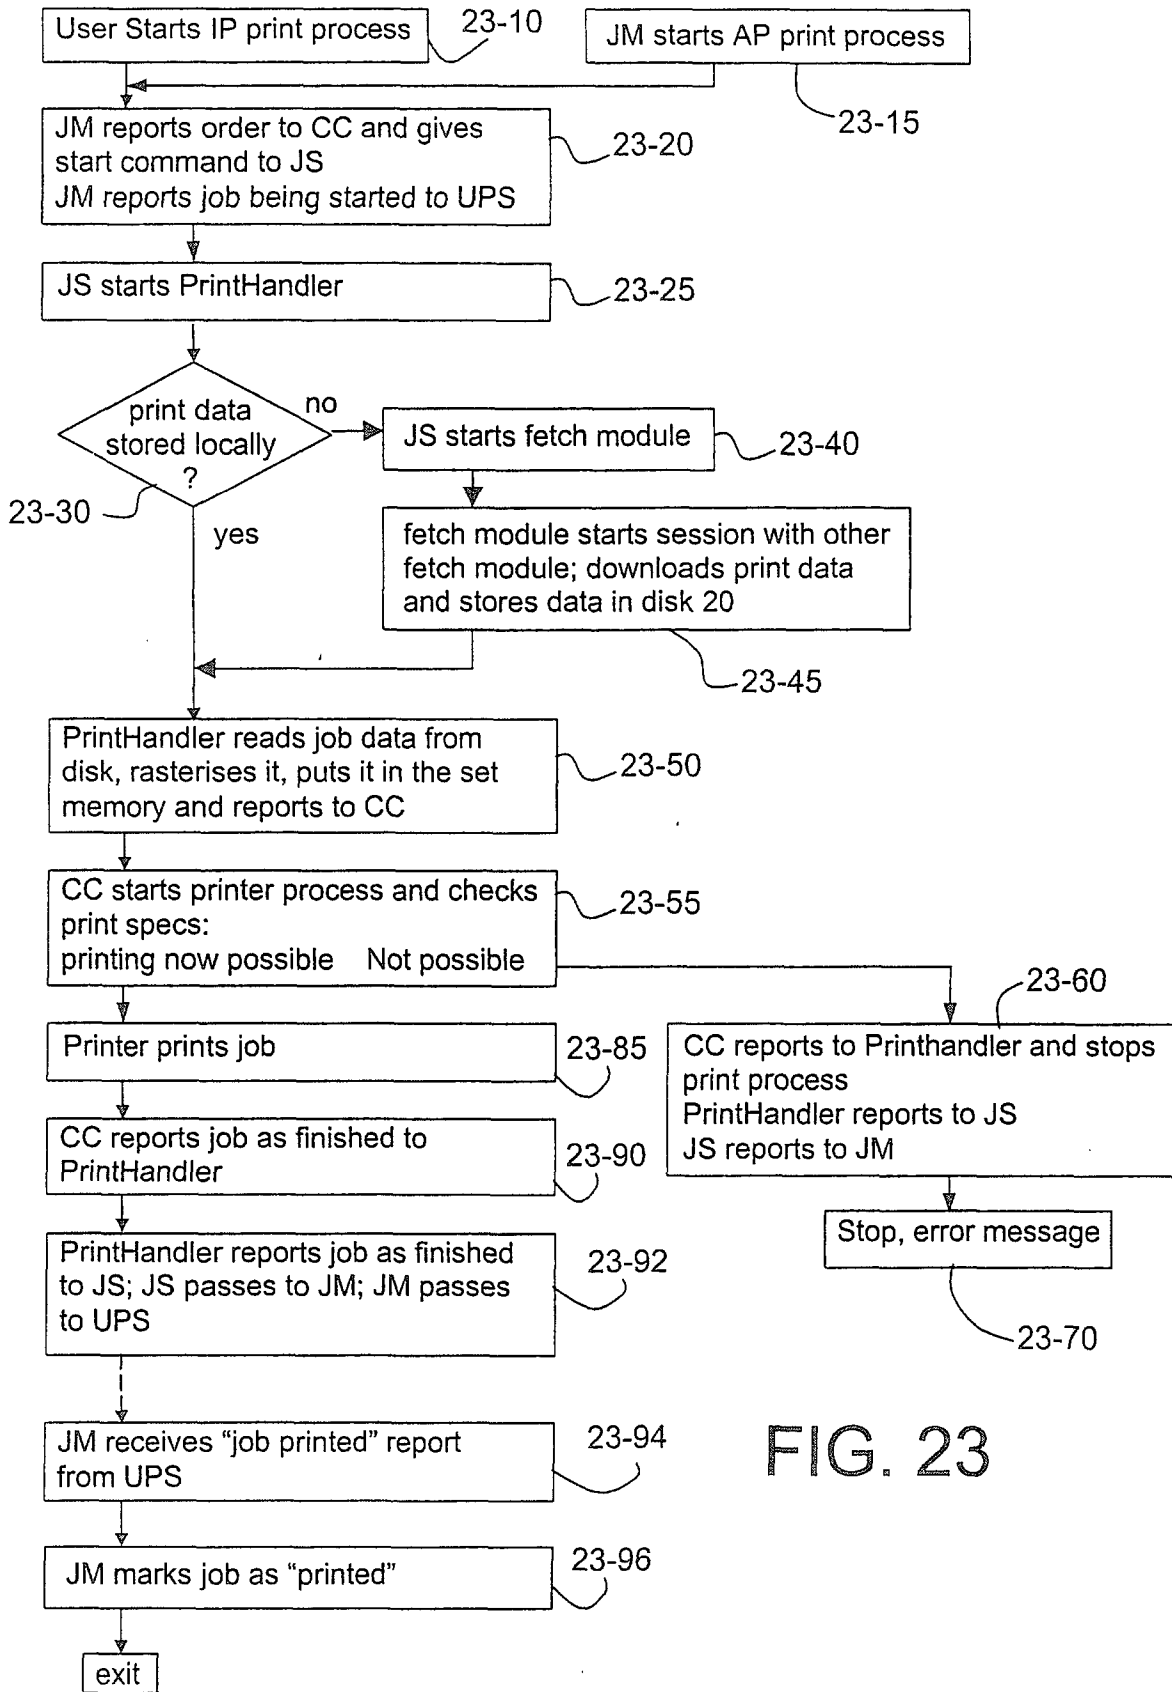 User Starts IP print process
23-10
JM starts AP print process
23-15
JM reports order to CC and gives
start command to JS
JM reports job being started to UPS
23-20
JS starts PrintHandler
23-25
print data
stored locally
?
no
23-30
yes
JS starts fetch module
23-40
fetch module starts session with other
fetch module; downloads print data
and stores data in disk 20
23-45
PrintHandler reads job data from
disk, rasterises it, puts it in the set
memory and reports to CC
23-50
CC starts printer process and checks
print specs:
printing now possible Not possible
23-55
23-60
CC reports to Printhandler and stops
print process
PrintHandler reports to JS
JS reports to JM
Stop, error message
23-70
Printer prints job
23-85
CC reports job as finished to
PrintHandler
23-90
PrintHandler reports job as finished
to JS; JS passes to JM; JM passes
to UPS
23-92
JM receives “job printed” report
from UPS
23-94
JM marks job as “printed”
23-96
exit
FIG. 23